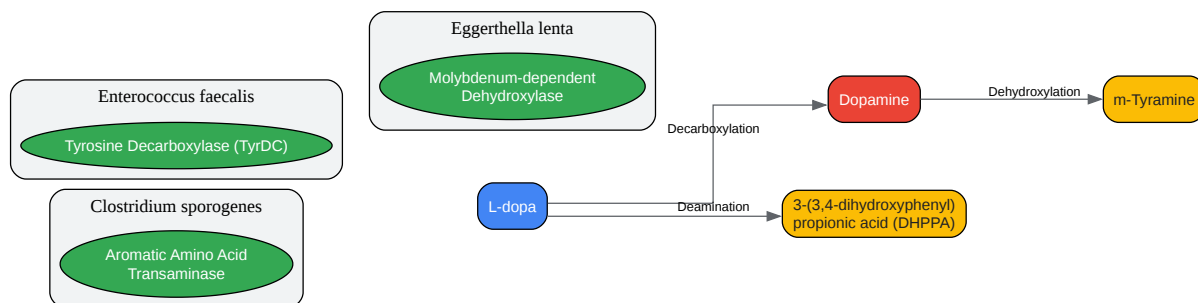 Eggerthella lenta
Molybdenum-dependent
Dehydroxylase
Enterococcus faecalis
Tyrosine Decarboxylase (TyrDC)
Clostridium sporogenes
Aromatic Amino Acid
Transaminase
L-dopa
Decarboxylation
Deamination
Dopamine
Dehydroxylation
m-Tyramine
3-(3,4-dihydroxyphenyl)
propionic acid (DHPPA)